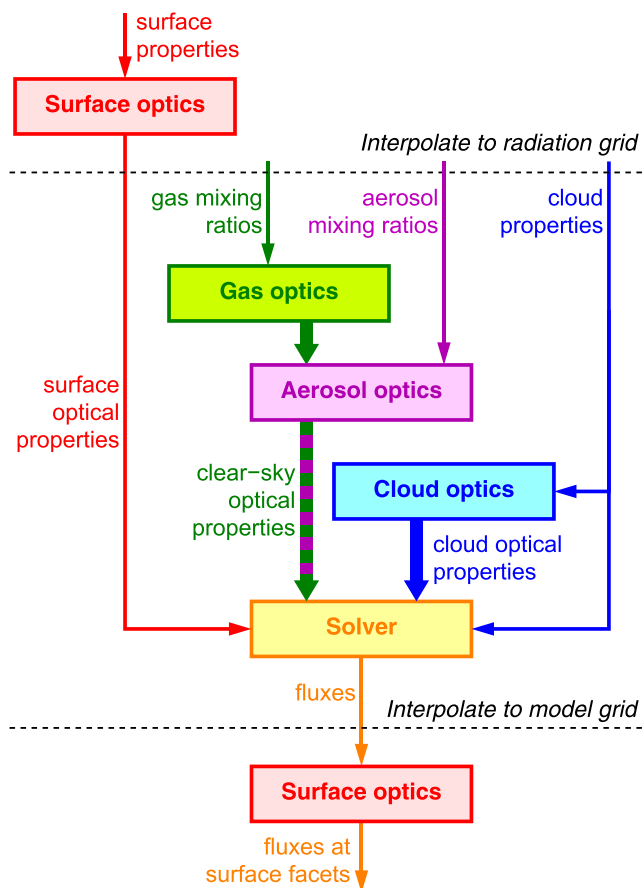 surface
properties
Surface optics
Interpolate to radiation grid
gas mixing
ratios
aerosol
mixing ratios
cloud
properties
Gas optics
Aerosol optics
surface
optical
properties
clear−sky
optical
properties
Cloud optics
cloud optical
properties
Solver
fluxes
Interpolate to model grid
Surface optics
fluxes at
surface facets